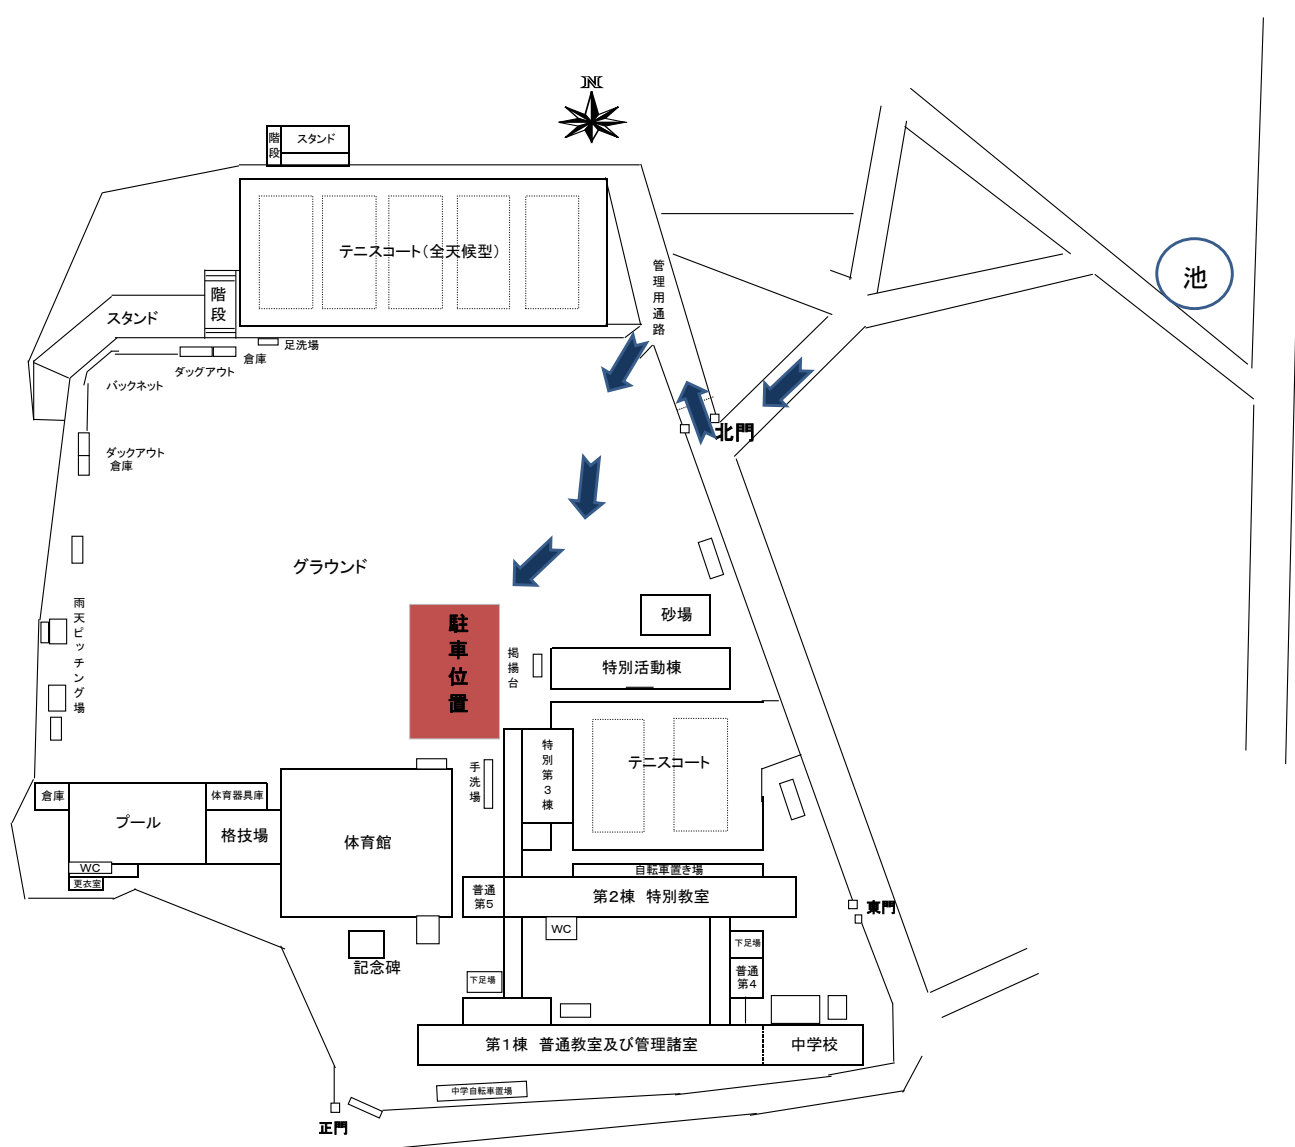 N
階段
スタンド
テニスコート(全天候型)
管理用通路
池
階段
スタンド
足洗場
倉庫
ダッグアウト
バックネット
北門
ダックアウト
倉庫
グラウンド
雨天ピッチング場
砂場
駐車位置
掲揚台
特別活動棟
特別第3棟
テニスコート
手洗場
倉庫
プール
体育器具庫
格技場
体育館
WC
更衣室
自転車置き場
普通
第5
第2棟 特別教室
東門
WC
下足場
記念碑
下足場
普通
第4
第1棟 普通教室及び管理諸室
中学校
中学自転車置場
正門